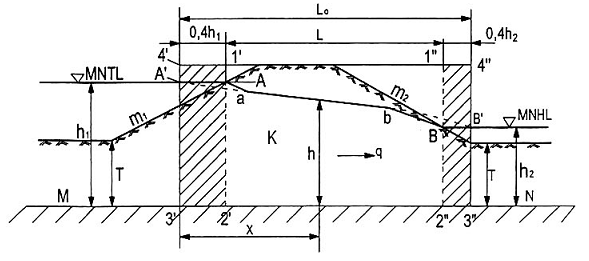 L₀
0,4h₁
L
0,4h₂
4'
1'
1"
4"
MNTL
A'
A
m₁
a
m₂
b
B
B'
MNHL
h₁
T
K
h
q
T
h₂
M
N
3'
2'
2"
3"
X